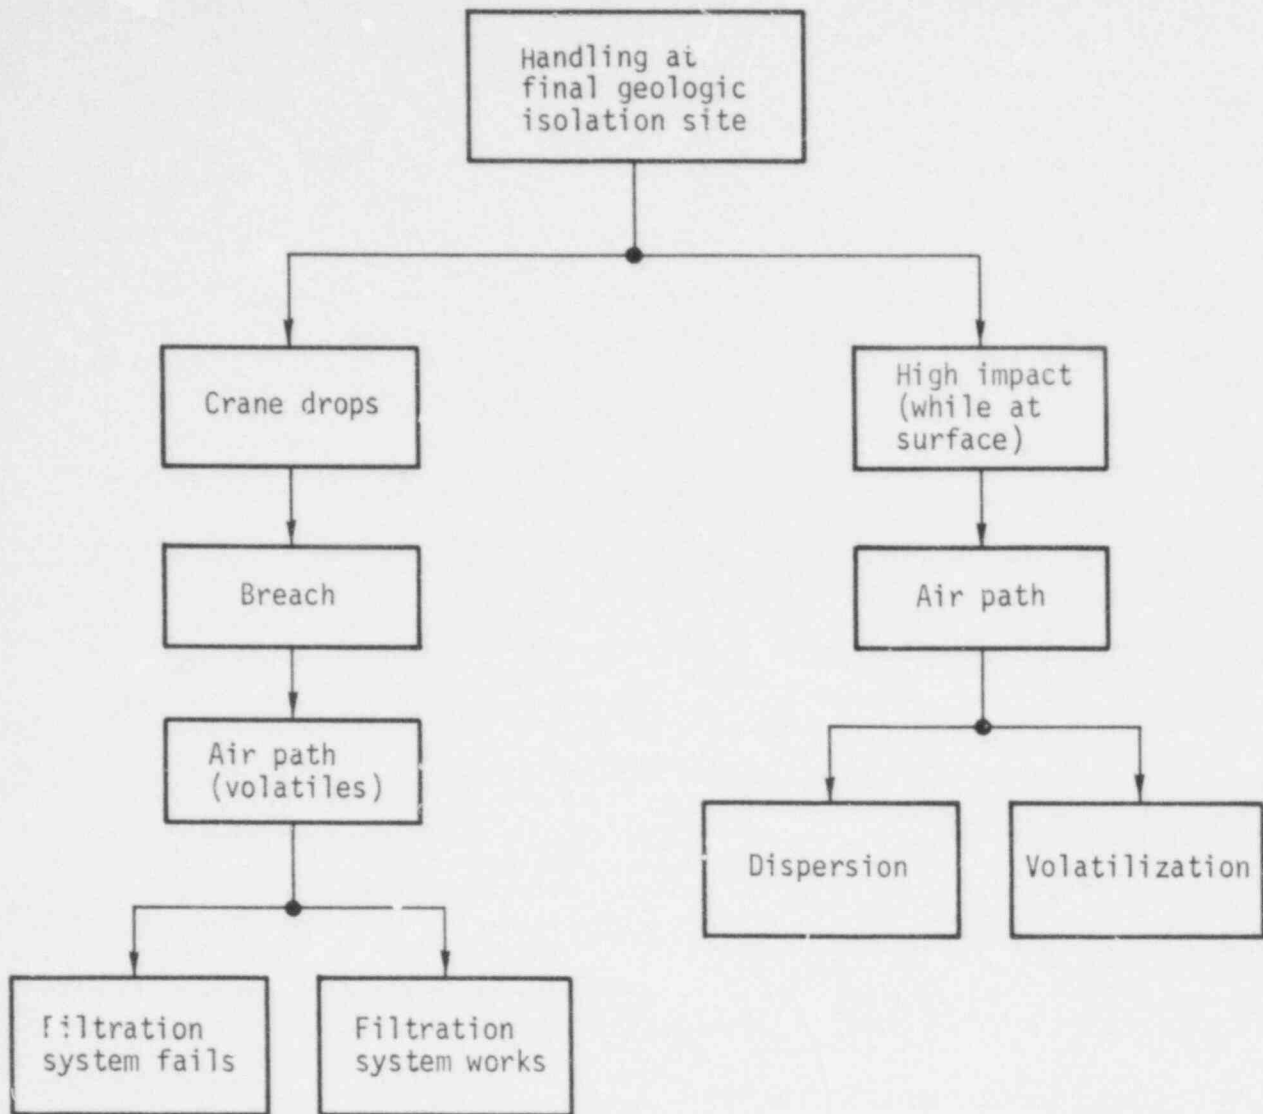 Handling at
final geologic
isolation site
Crane drops
High impact
(while at
surface)
Breach
Air path
Air path
(volatiles)
Dispersion
Volatilization
Filtration
system fails
Filtration
system works